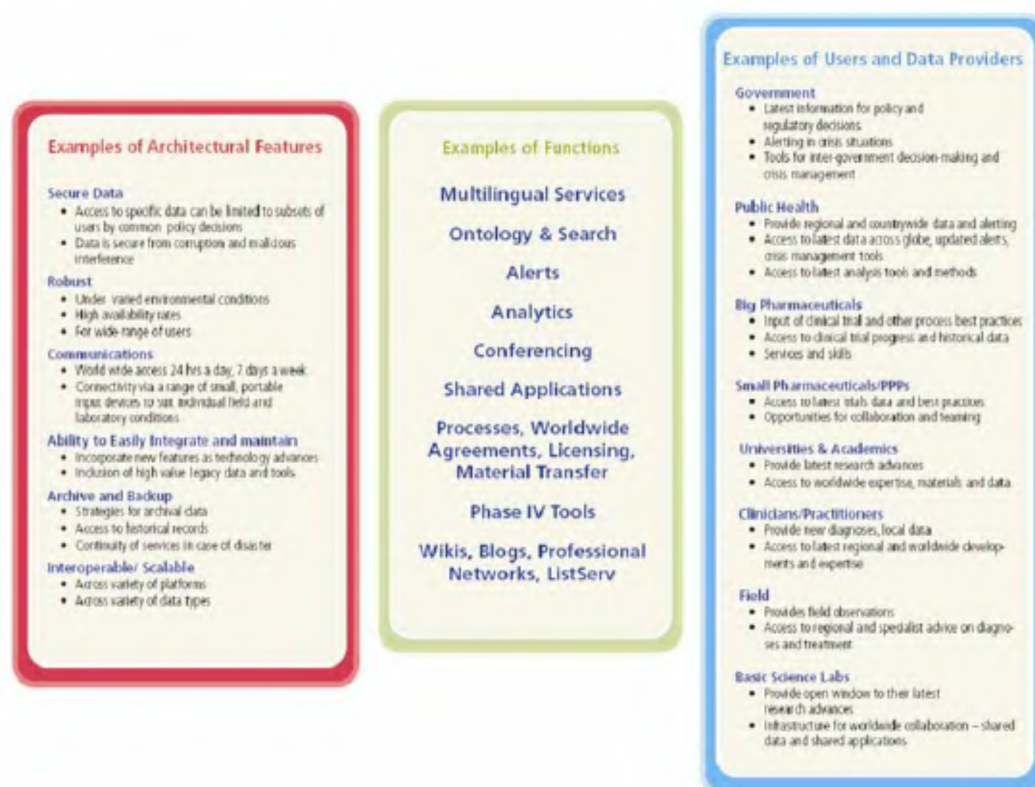 Examples of Architectural Features
Secure Data
• Access to specific data can be limited to subsets of
users by common policy decisions
• Data is secure from corruption and malicious
interference
Robust
• Under varied environmental conditions
• High availability rates
• For wide range of users
Communications
• World wide access 24 hrs a day, 7 days a week
• Connectivity via a range of small, portable
input devices to suit individual field and
laboratory conditions
Ability to Easily Integrate and maintain
• Incorporate new features as technology advances
• Inclusion of high value legacy data and tools
Archive and Backup
• Strategies for archival data
• Access to historical records
• Continuity of services in case of disaster
Interoperable/ Scalable
• Across variety of platforms
• Across variety of data types
Examples of Functions
Multilingual Services
Ontology & Search
Alerts
Analytics
Conferencing
Shared Applications
Processes, Worldwide
Agreements, Licensing,
Material Transfer
Phase IV Tools
Wikis, Blogs, Professional
Networks, ListServ
Examples of Users and Data Providers
Government
• Latest information for policy and
regulatory decisions
• Alerting in crisis situations
• Tools for inter-government decision-making and
crisis management
Public Health
• Provide regional and countrywide data and alerting
• Access to latest data across globe, updated alerts,
crisis management tools
• Access to latest analysis tools and methods
Big Pharmaceuticals
• Input of clinical trial and other process best practices
• Access to clinical trial progress and historical data
• Services and skills
Small Pharmaceuticals/PPPs
• Access to latest trials data and best practices
• Opportunities for collaboration and teaming
Universities & Academics
• Provide latest research advances
• Access to worldwide expertise, materials and data
Clinicians/Practitioners
• Provide new diagnoses, local data
• Access to latest regional and worldwide develop-
ments and expertise
Field
• Provides field observations
• Access to regional and specialist advice on diagno-
ses and treatment
Basic Science Labs
• Provide open window to their latest
research advances
• Infrastructure for worldwide collaboration – shared
data and shared applications